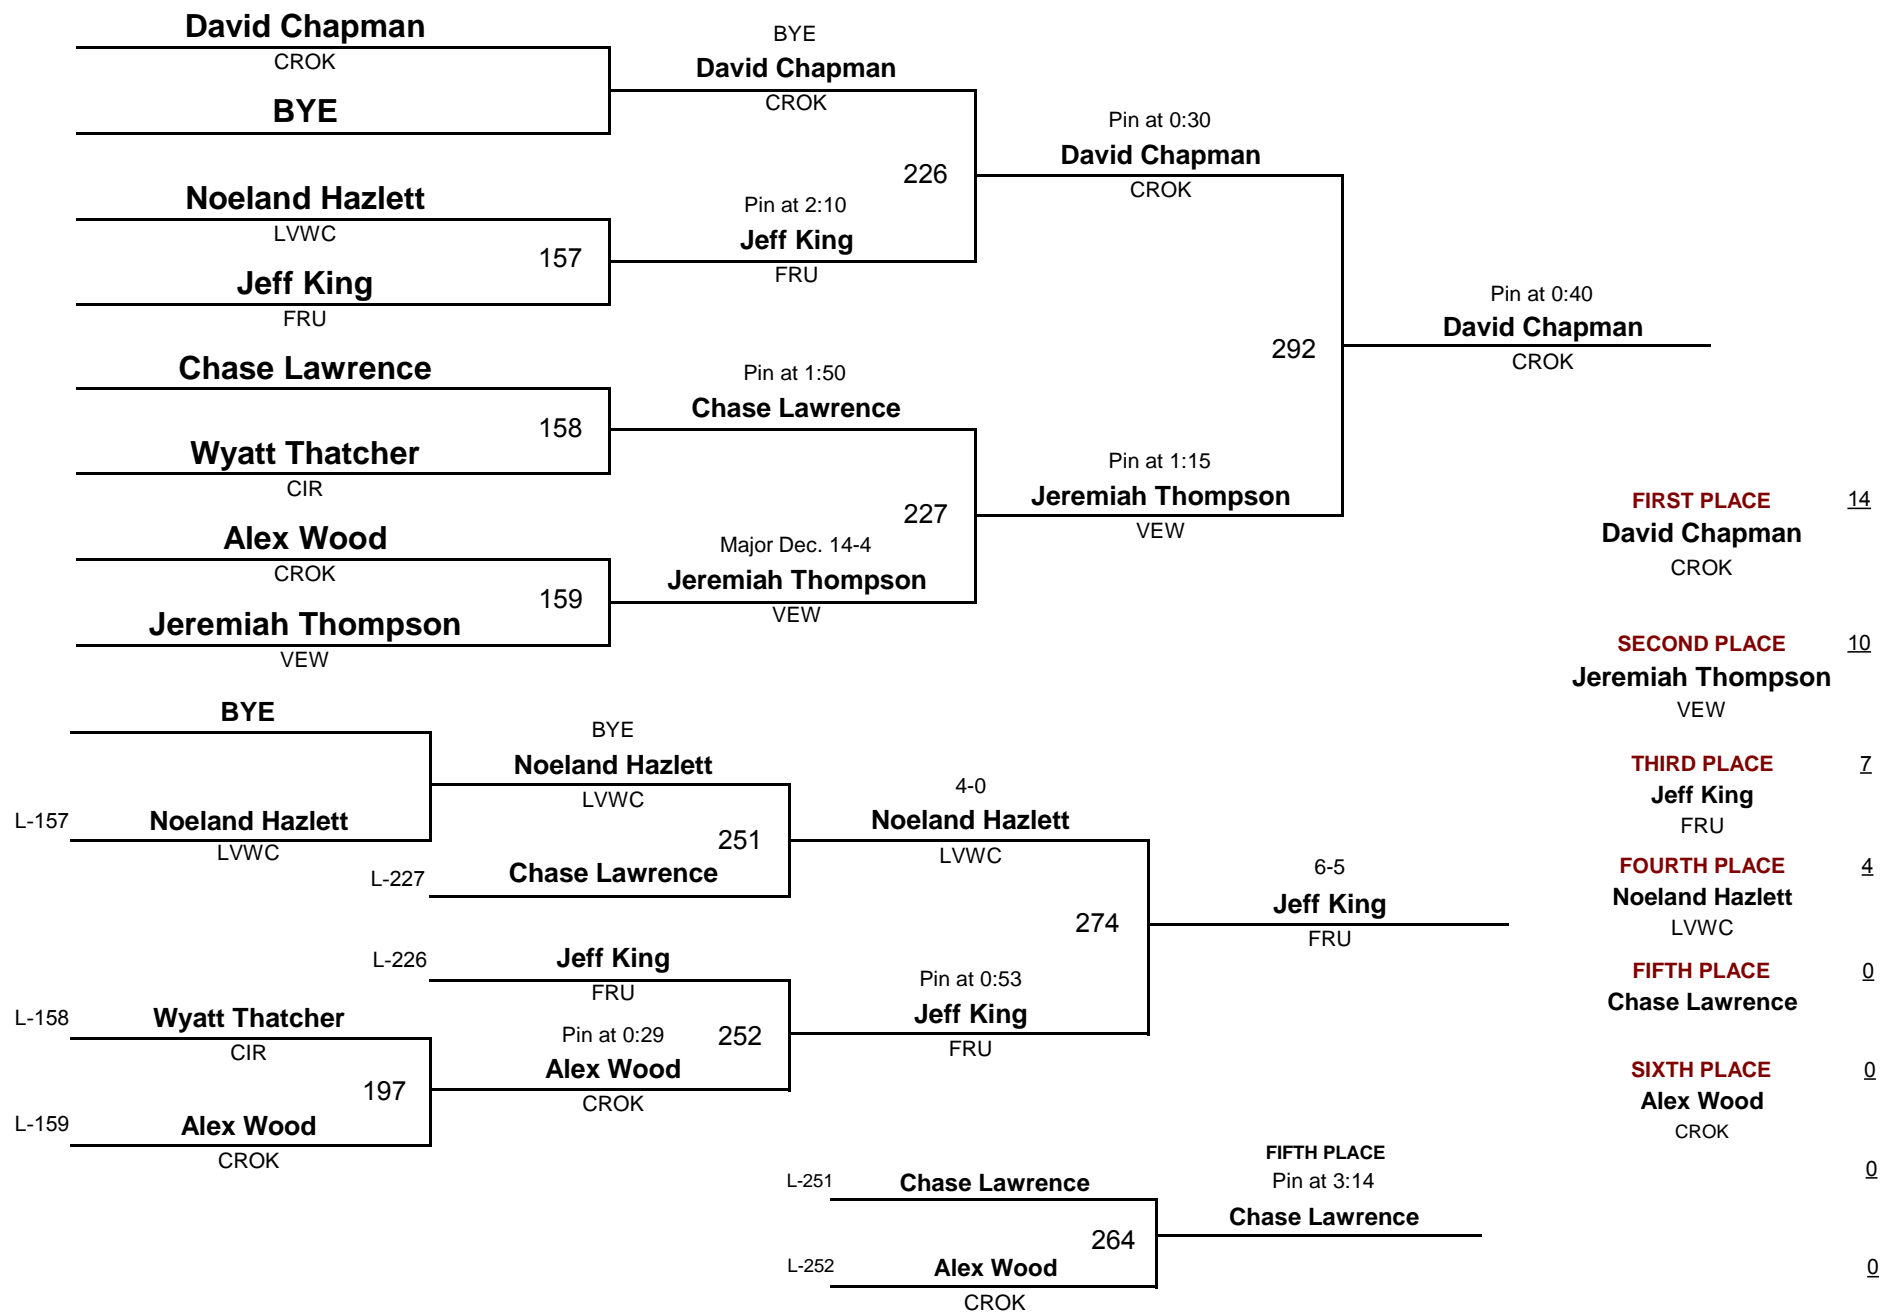 David Chapman
CROK
BYE
Noeland Hazlett
LVWC
157
Jeff King
FRU
Chase Lawrence
158
Wyatt Thatcher
CIR
Alex Wood
CROK
159
Jeremiah Thompson
VEW
BYE
David Chapman
CROK
226
Pin at 2:10
Jeff King
FRU
Pin at 1:50
Chase Lawrence
227
Major Dec. 14-4
Jeremiah Thompson
VEW
Pin at 0:30
David Chapman
CROK
292
Pin at 1:15
Jeremiah Thompson
VEW
Pin at 0:40
David Chapman
CROK
FIRST PLACE 14
David Chapman
CROK
SECOND PLACE 10
Jeremiah Thompson
VEW
THIRD PLACE 7
Jeff King
FRU
FOURTH PLACE 4
Noeland Hazlett
LVWC
FIFTH PLACE 0
Chase Lawrence
SIXTH PLACE 0
Alex Wood
CROK
0
0
BYE
L-157 Noeland Hazlett
LVWC
L-158 Wyatt Thatcher
CIR
197
L-159 Alex Wood
CROK
BYE
Noeland Hazlett
LVWC
251
L-227 Chase Lawrence
L-226 Jeff King
FRU
Pin at 0:29 252
Alex Wood
CROK
4-0
Noeland Hazlett
LVWC
274
Pin at 0:53
Jeff King
FRU
6-5
Jeff King
FRU
L-251 Chase Lawrence
264
L-252 Alex Wood
CROK
FIFTH PLACE
Pin at 3:14
Chase Lawrence